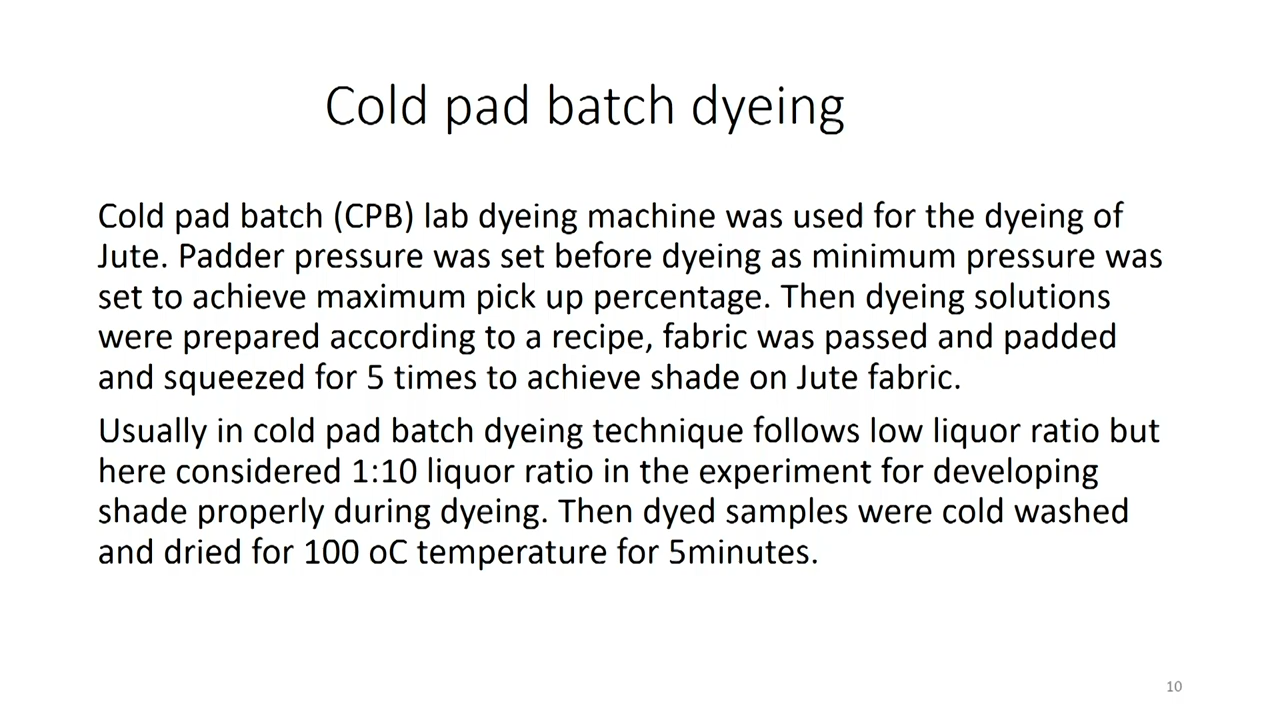 Cold pad batch dyeing
Cold pad batch (CPB) lab dyeing machine was used for the dyeing of
Jute. Padder pressure was set before dyeing as minimum pressure was
set to achieve maximum pick up percentage. Then dyeing solutions
were prepared according to a recipe, fabric was passed and padded
and squeezed for 5 times to achieve shade on Jute fabric.
Usually in cold pad batch dyeing technique follows low liquor ratio but
here considered 1:10 liquor ratio in the experiment for developing
shade properly during dyeing. Then dyed samples were cold washed
and dried for 100 oC temperature for 5minutes.
10